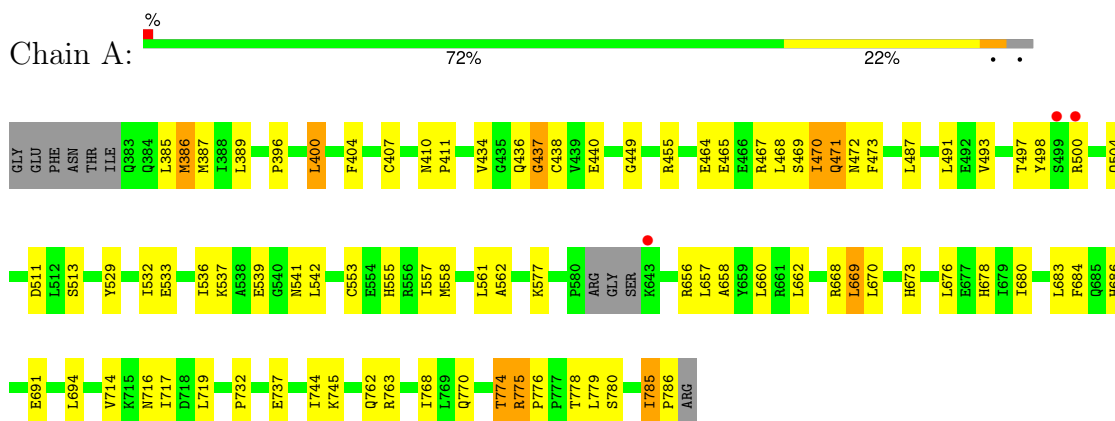 %
Chain A:
72% 22% • •
GLY GLU PHE ASN THR ILE Q383 Q384 L385 M386 M387 I388 L389 P396 L400 F404 C407 N410 P411 V434 G435 Q436 G437 C438 V439 E440 G449 R455 E464 E465 E466 R467 L468 S469 I470 Q471 N472 F473 L487 L491 E492 V493 T497 Y498 S499 R500
D511 L512 S513 Y529 I532 E533 I536 K537 A538 E539 G540 N541 L542 C553 E554 H555 R556 I557 M558 L561 A562 K577 P580 ARG GLY SER K643 R656 L657 A658 Y659 L660 R661 L662 R668 L669 L670 H673 L676 E677 H678 I679 I680 L683 F684 Q685 H686
E691 L694 V714 K715 N716 I717 D718 L719 P732 E737 I744 K745 Q762 R763 I768 L769 Q770 T774 R775 P776 P777 T778 L779 S780 I785 P786 ARG